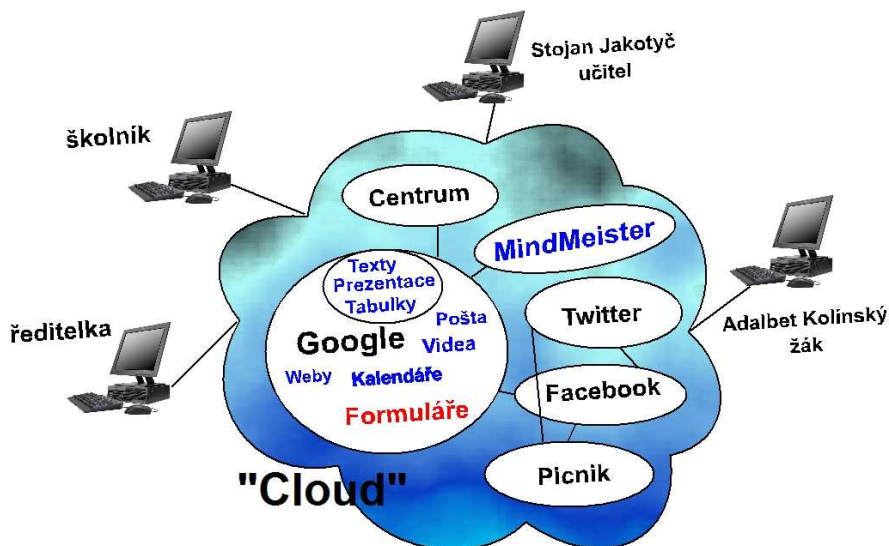 Stojan Jakotyč
učitel
školník
Centrum
MindMeister
Texty
Prezentace
Tabulky
Pošta
Google
Videa
Weby
Kalendáře
Formuláře
Twitter
Adalbet Kolínský
žák
ředitelka
Facebook
Picnik
"Cloud"